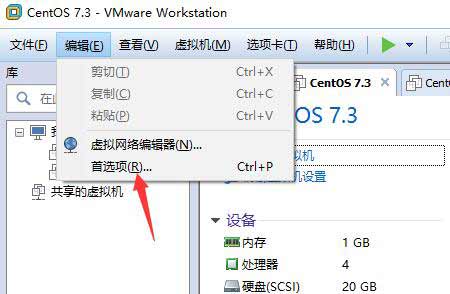 CentOS 7.3 - VMware Workstation
文件(F) 编辑(E) 查看(V) 虚拟机(M) 选项卡(T) 帮助(H)
库
剪切(T) Ctrl+X
复制(C) Ctrl+C
粘贴(P) Ctrl+V
虚拟网络编辑器(N)...
首选项(R)... Ctrl+P
在
我
共享的虚拟机
CentOS 7.3 × Cent
OS 7.3
拟机
机设置
设备
内存 1 GB
处理器 4
硬盘(SCSI) 20 GB